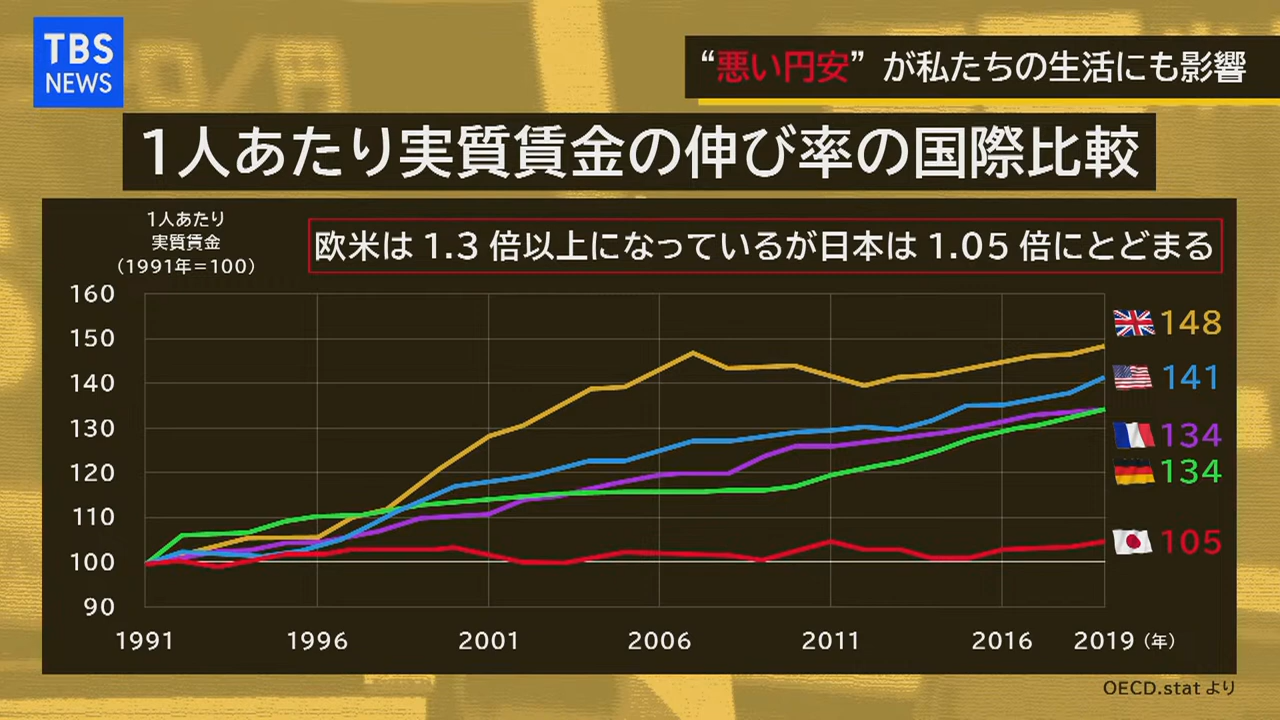 TBS
NEWS
“悪い円安”が私たちの生活にも影響
1人あたり実質賃金の伸び率の国際比較
1人あたり
実質賃金
（1991年=100）
欧米は 1.3 倍以上になっているが日本は 1.05 倍にとどまる
160
150
140
130
120
110
100
90
148
141
134
134
105
1991
1996
2001
2006
2011
2016
2019（年）
OECD.stat より